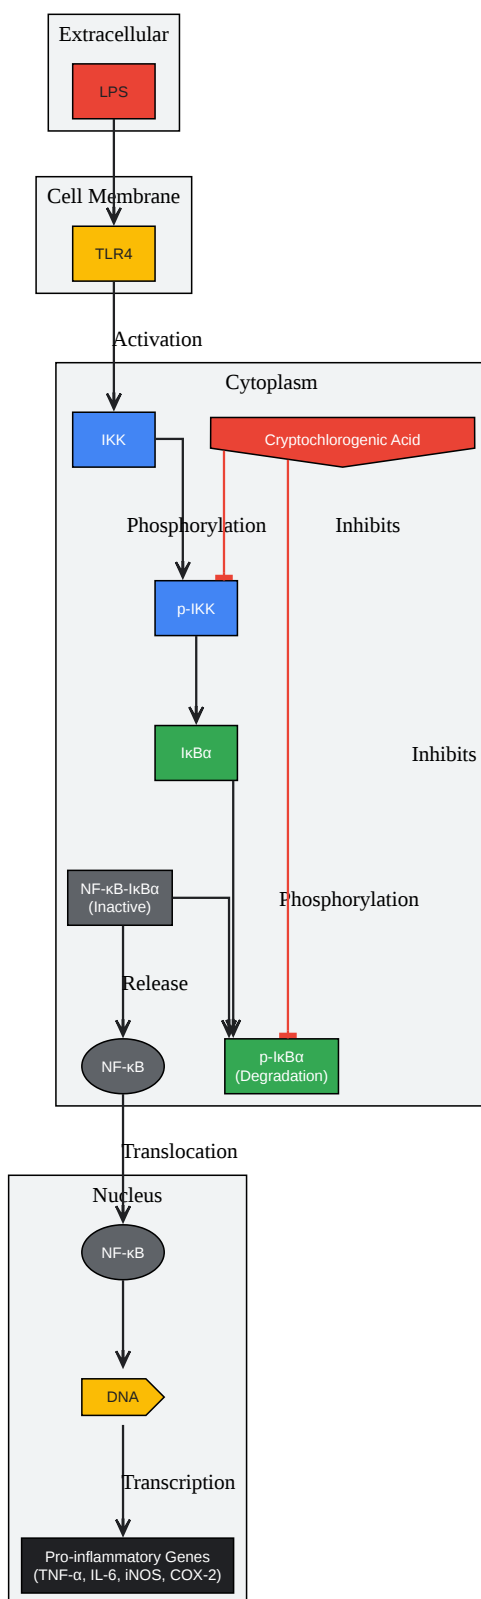 Extracellular
LPS
Cell Membrane
TLR4
Activation
Cytoplasm
IKK
Cryptochlorogenic Acid
Phosphorylation
Inhibits
p-IKK
IκBα
Inhibits
NF-κB-IκBα
(Inactive)
Phosphorylation
Release
NF-κB
p-IκBα
(Degradation)
Translocation
Nucleus
NF-κB
DNA
Transcription
Pro-inflammatory Genes
(TNF-α, IL-6, iNOS, COX-2)